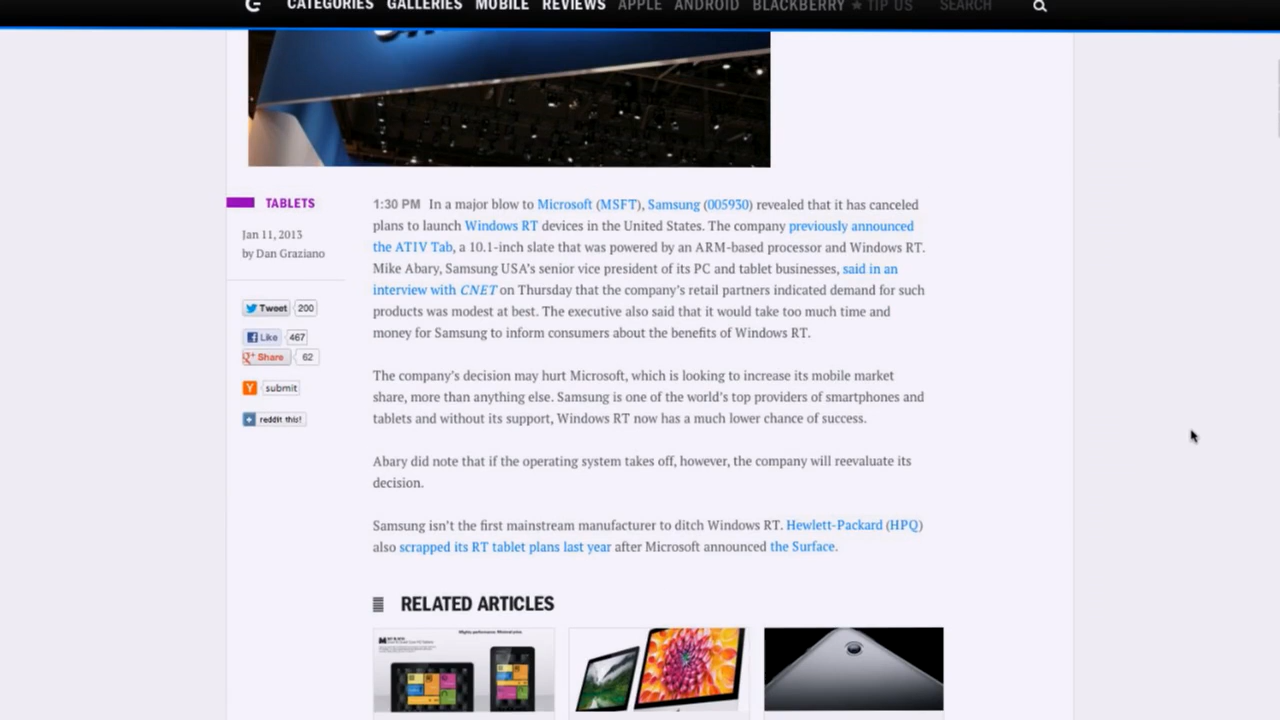 CATEGORIES GALLERIES MOBILE REVIEWS APPLE ANDROID BLACKBERRY ★ TIP US SEARCH
TABLETS
Jan 11, 2013
by Dan Graziano
Tweet 200
Like 467
Share 62
submit
reddit this!
1:30 PM In a major blow to Microsoft (MSFT), Samsung (005930) revealed that it has canceled
plans to launch Windows RT devices in the United States. The company previously announced
the ATIV Tab, a 10.1-inch slate that was powered by an ARM-based processor and Windows RT.
Mike Abary, Samsung USA’s senior vice president of its PC and tablet businesses, said in an
interview with CNET on Thursday that the company’s retail partners indicated demand for such
products was modest at best. The executive also said that it would take too much time and
money for Samsung to inform consumers about the benefits of Windows RT.
The company’s decision may hurt Microsoft, which is looking to increase its mobile market
share, more than anything else. Samsung is one of the world’s top providers of smartphones and
tablets and without its support, Windows RT now has a much lower chance of success.
Abary did note that if the operating system takes off, however, the company will reevaluate its
decision.
Samsung isn’t the first mainstream manufacturer to ditch Windows RT. Hewlett-Packard (HPQ)
also scrapped its RT tablet plans last year after Microsoft announced the Surface.
RELATED ARTICLES